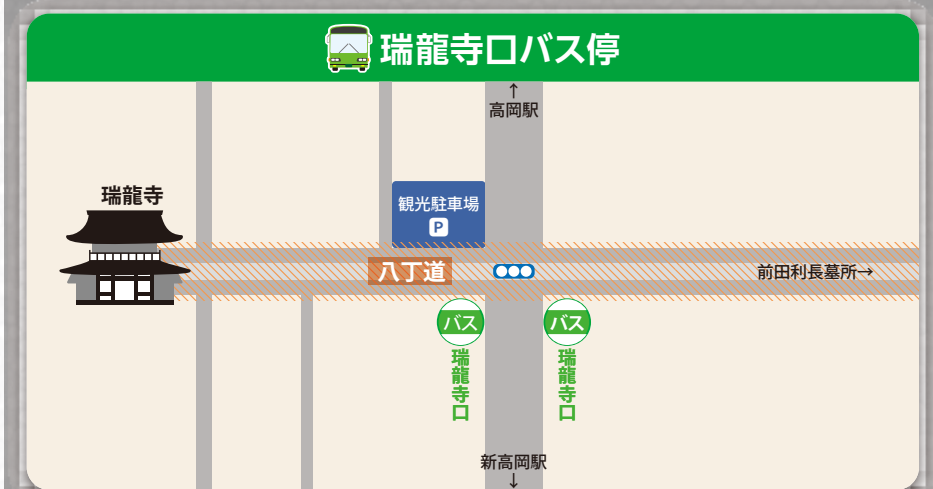 瑞龍寺口バス停
↑
高岡駅
瑞龍寺
観光駐車場
P
八丁道
前田利長墓所→
バス
瑞龍寺口
バス
瑞龍寺口
新高岡駅
↓